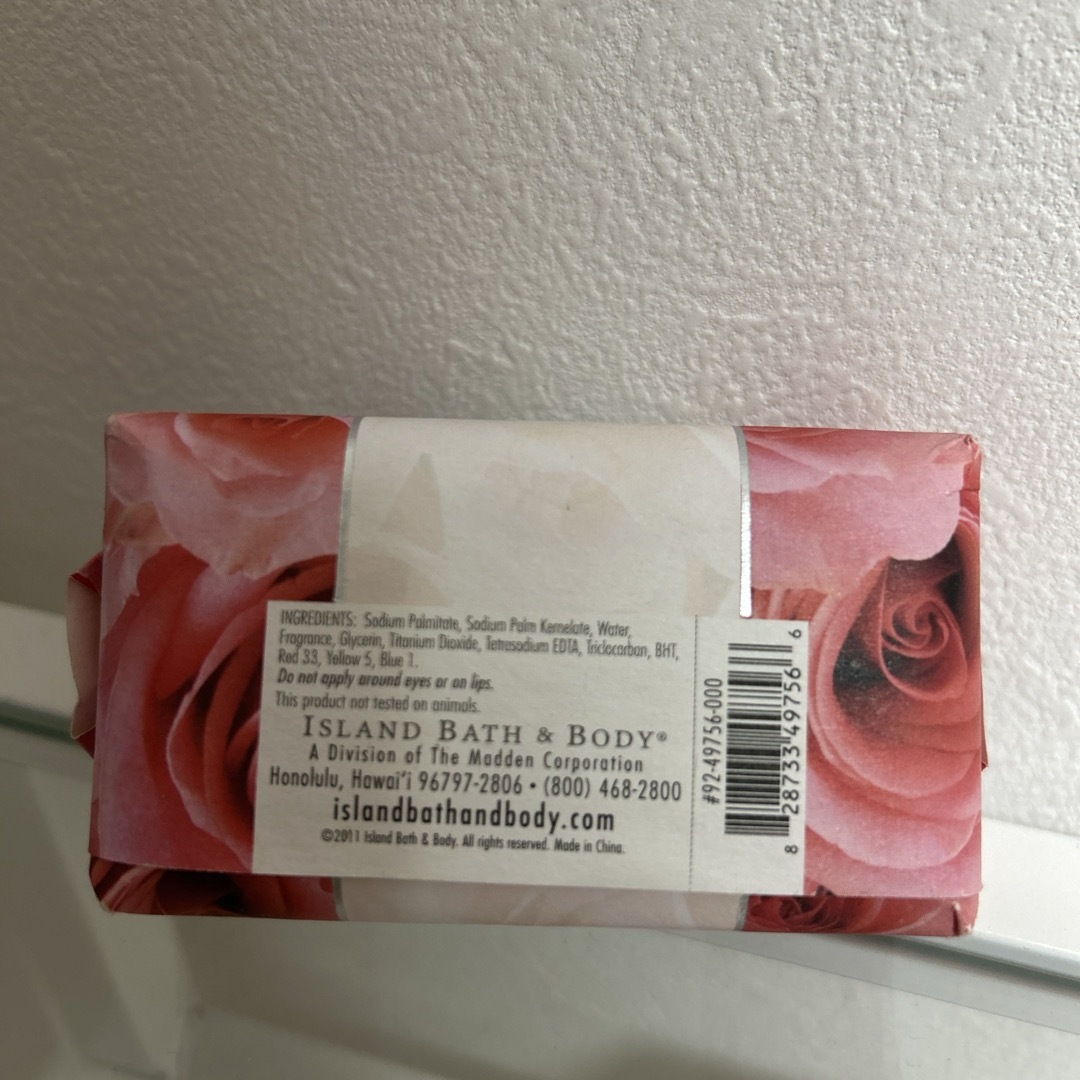 INGREDIENTS: Sodium Palmitate, Sodium Palm Kernelate, Water,
Fragrance, Glycerin, Titanium Dioxide, Tetrasodium EDTA, Triclocarban, BHT,
Red 33, Yellow 5, Blue 1.
Do not apply around eyes or on lips.
This product not tested on animals.
ISLAND BATH & BODY®
A Division of The Madden Corporation
Honolulu, Hawai‘i 96797-2806 • (800) 468-2800
islandbathandbody.com
©2011 Island Bath & Body. All rights reserved. Made in China.
#92-49756-000
8 28733 49756 6